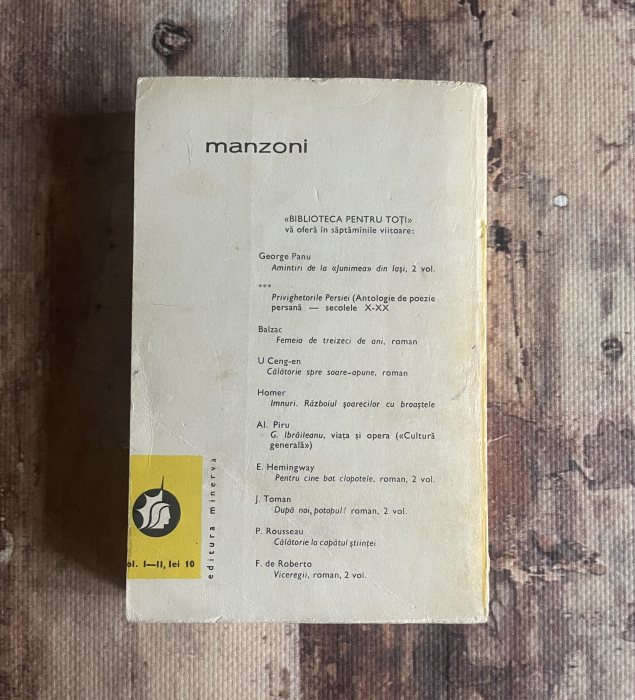 manzoni
«BIBLIOTECA PENTRU TOȚI»
vă oferă în săptămînile viitoare:
George Panu
Amintiri de la «Junimea» din Iași, 2 vol.
***
Privighetorile Persiei (Antologie de poezie
persană — secolele X-XX
Balzac
Femeia de treizeci de ani, roman
U Ceng-en
Călătorie spre soare-apune, roman
Homer
Imnuri. Războiul șoarecilor cu broaștele
Al. Piru
G. Ibrăileanu, viața și opera («Cultură
generală»)
E. Hemingway
Pentru cine bat clopotele, roman, 2 vol.
J. Toman
După noi, potopul! roman, 2 vol.
P. Rousseau
Călătorie la capătul științei
F. de Roberto
Viceregii, roman, 2 vol.
ol. I—II, lei 10
editura minerva